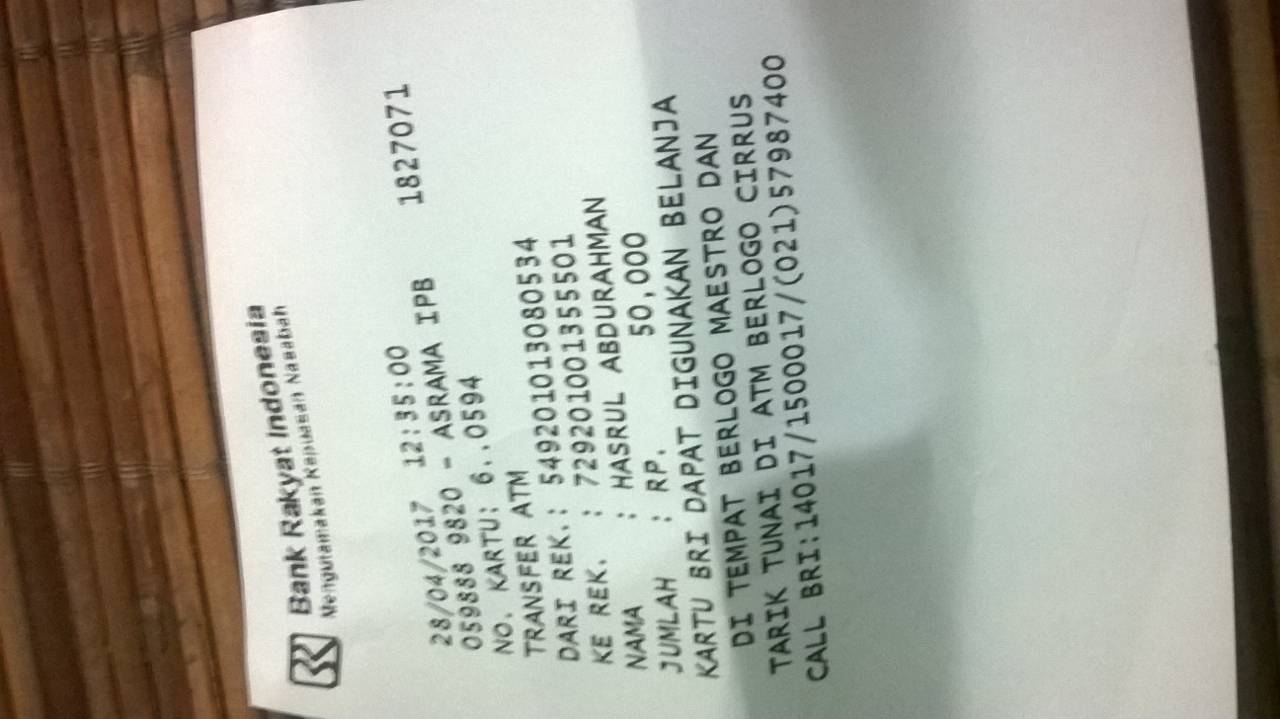 Bank Rakyat Indonesia
Mengutamakan Kepuasan Nasabah
28/04/2017 12:35:00 1827071
059888 9820 - ASRAMA IPB
NO. KARTU: 6..0594
TRANSFER ATM
DARI REK.: 549201013080534
KE REK. : 729201001355501
NAMA : HASRUL ABDURAHMAN
JUMLAH : RP. 50,000
KARTU BRI DAPAT DIGUNAKAN BELANJA
DI TEMPAT BERLOGO MAESTRO DAN
TARIK TUNAI DI ATM BERLOGO CIRRUS
CALL BRI:14017/1500017/(021)57987400